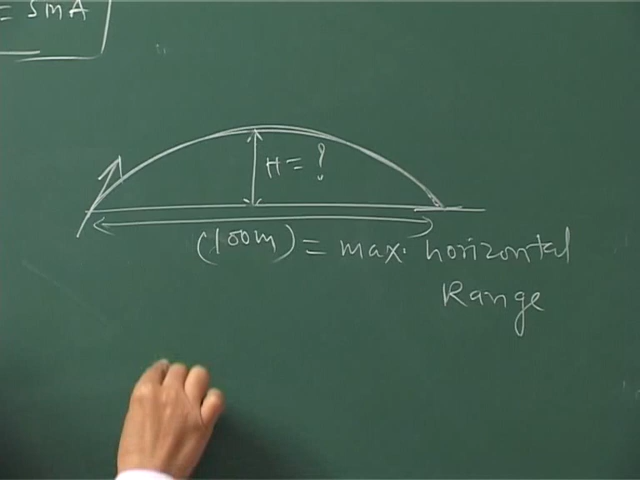 = SmA
H = ?
(100m) = max. horizontal
Range